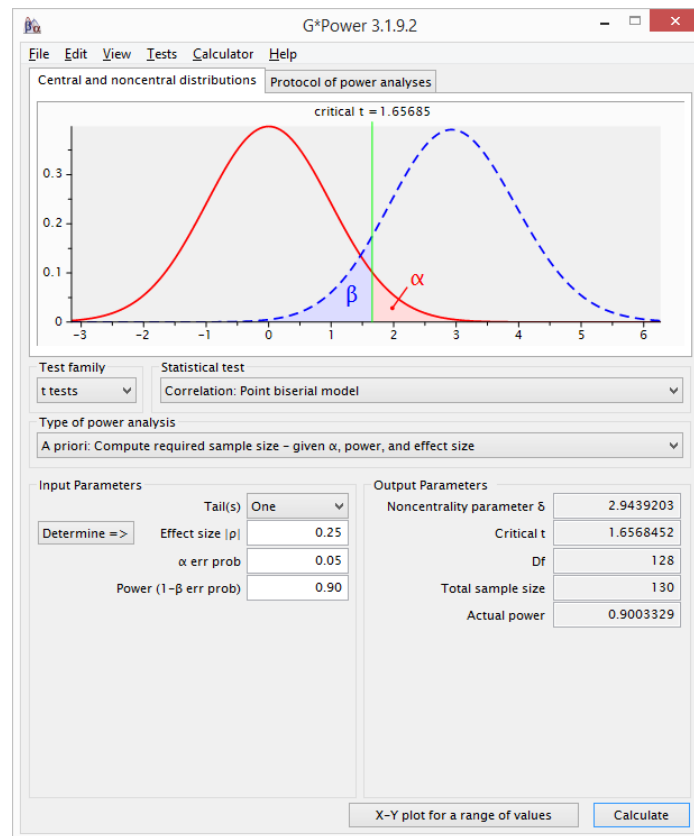 G*Power 3.1.9.2
File Edit View Tests Calculator Help
Central and noncentral distributions Protocol of power analyses
critical t = 1.65685
0.3
0.2
0.1
0
β
α
-3 -2 -1 0 1 2 3 4 5 6
Test family Statistical test
t tests Correlation: Point biserial model
Type of power analysis
A priori: Compute required sample size – given α, power, and effect size
Input Parameters
Tail(s) One
Determine => Effect size |ρ| 0.25
α err prob 0.05
Power (1-β err prob) 0.90
Output Parameters
Noncentrality parameter δ 2.9439203
Critical t 1.6568452
Df 128
Total sample size 130
Actual power 0.9003329
X-Y plot for a range of values Calculate